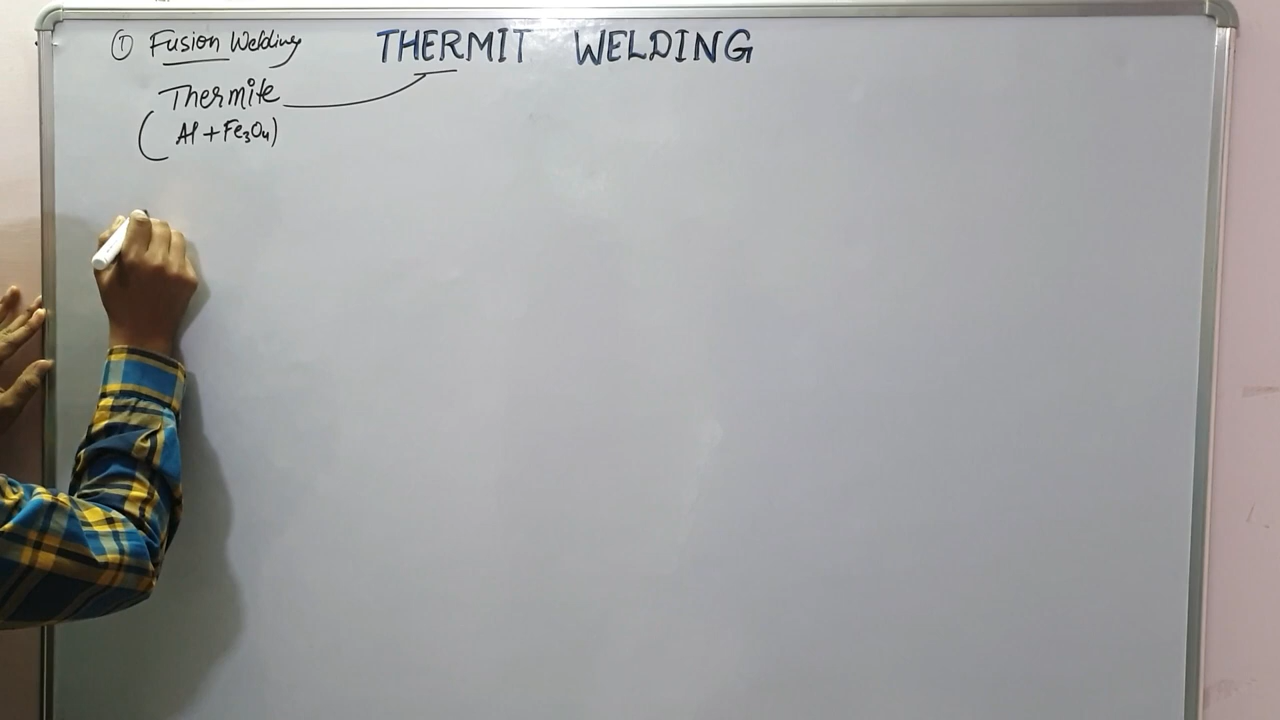 ① Fusion Welding
THERMIT WELDING
Thermite
(Al + Fe₃O₄)